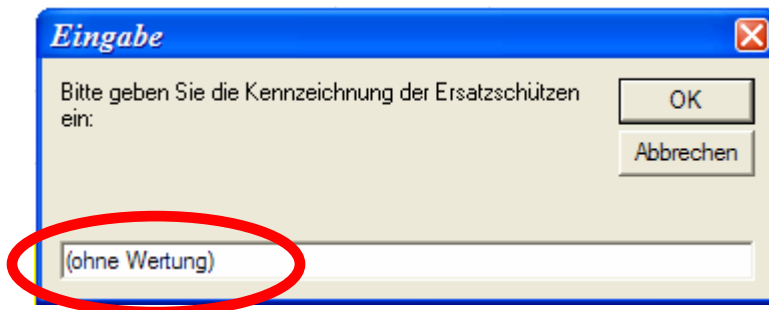 Eingabe
Bitte geben Sie die Kennzeichnung der Ersatzschützen
ein:
OK
Abbrechen
(ohne Wertung)